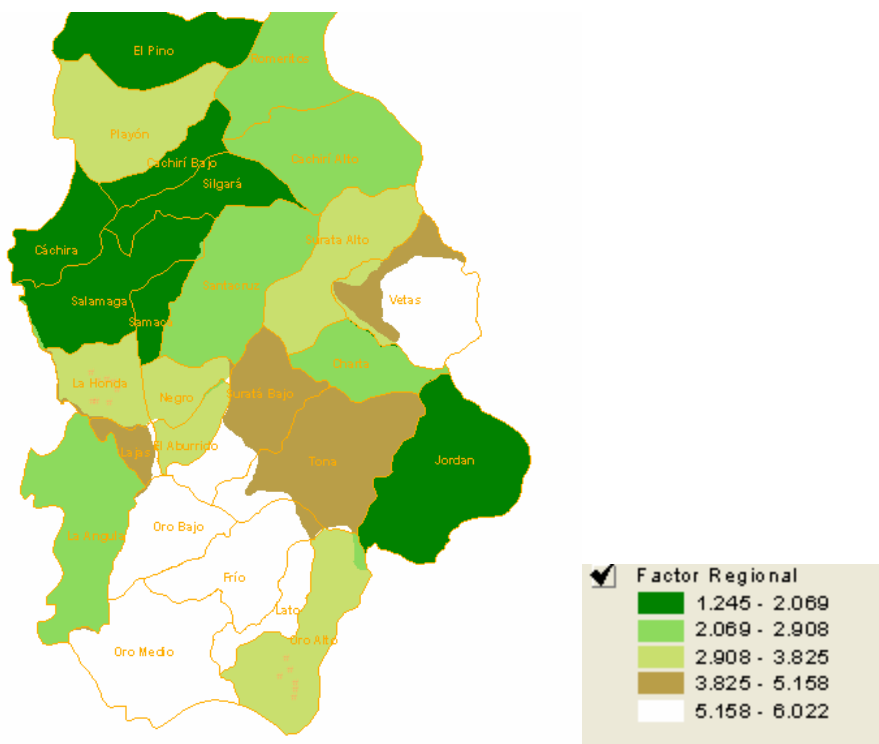 El Pino
Romeritos
Playón
Cachirí Bajo
Cachirí Alto
Silgará
Cáchira
Suratá Alto
Santacruz
Salamaga
Vetas
Samacá
Charta
La Honda
Negro
Suratá Bajo
El Aburrido
Lajas
Tona
Jordan
Oro Bajo
La Angula
Frío
Lato
Oro Alto
Oro Medio
Factor Regional
1.245 - 2.069
2.069 - 2.908
2.908 - 3.825
3.825 - 5.158
5.158 - 6.022